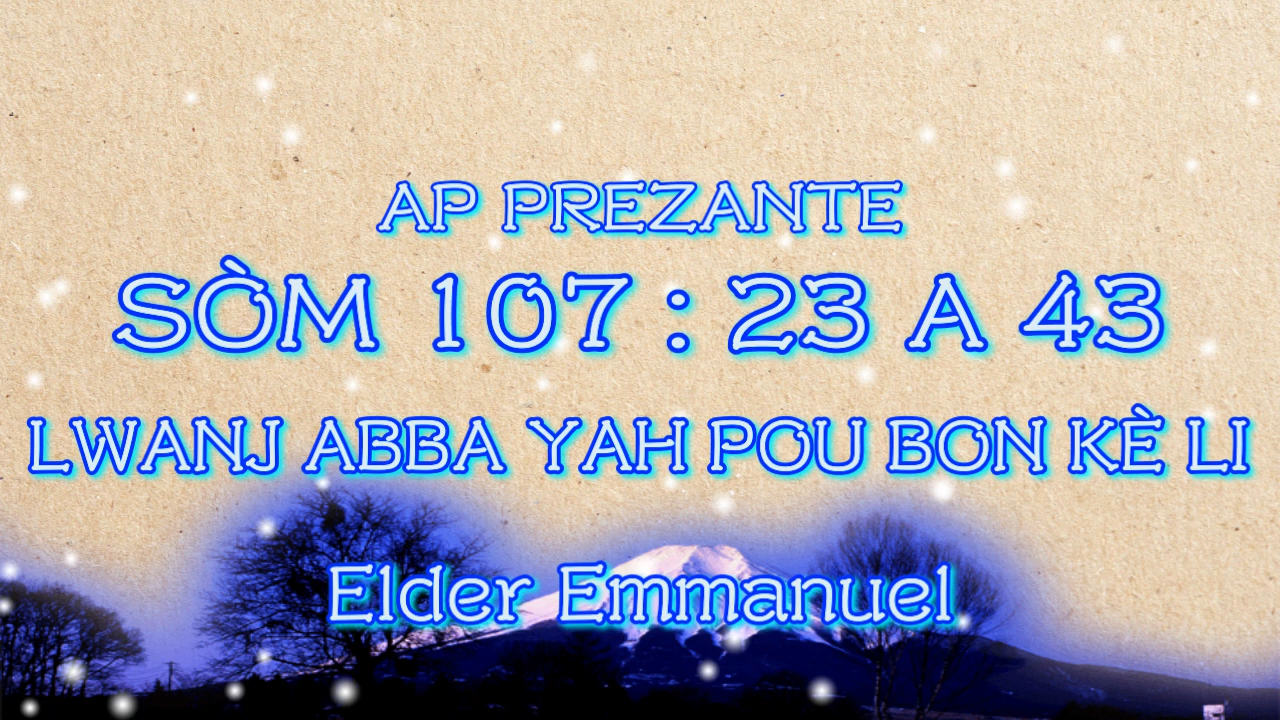 AP PREZANTE
SÒM 107 : 23 A 43
LWANJ ABBA YAH POU BON KÈ LI
Elder Emmanuel